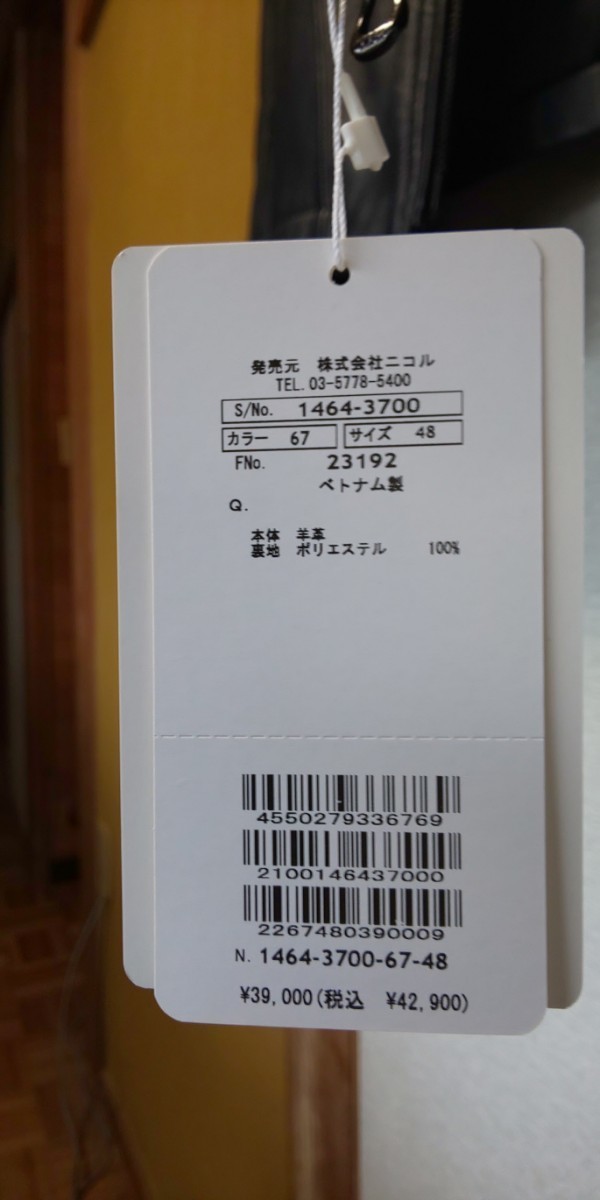 発売元 株式会社ニコル
TEL.03-5778-5400
S/No. 1464-3700
カラー 67 サイズ 48
FNo. 23192
ベトナム製
Q.
本体 羊革
裏地 ポリエステル 100%
4550279336769
2100146437000
2267480390009
N. 1464-3700-67-48
¥39,000(税込 ¥42,900)